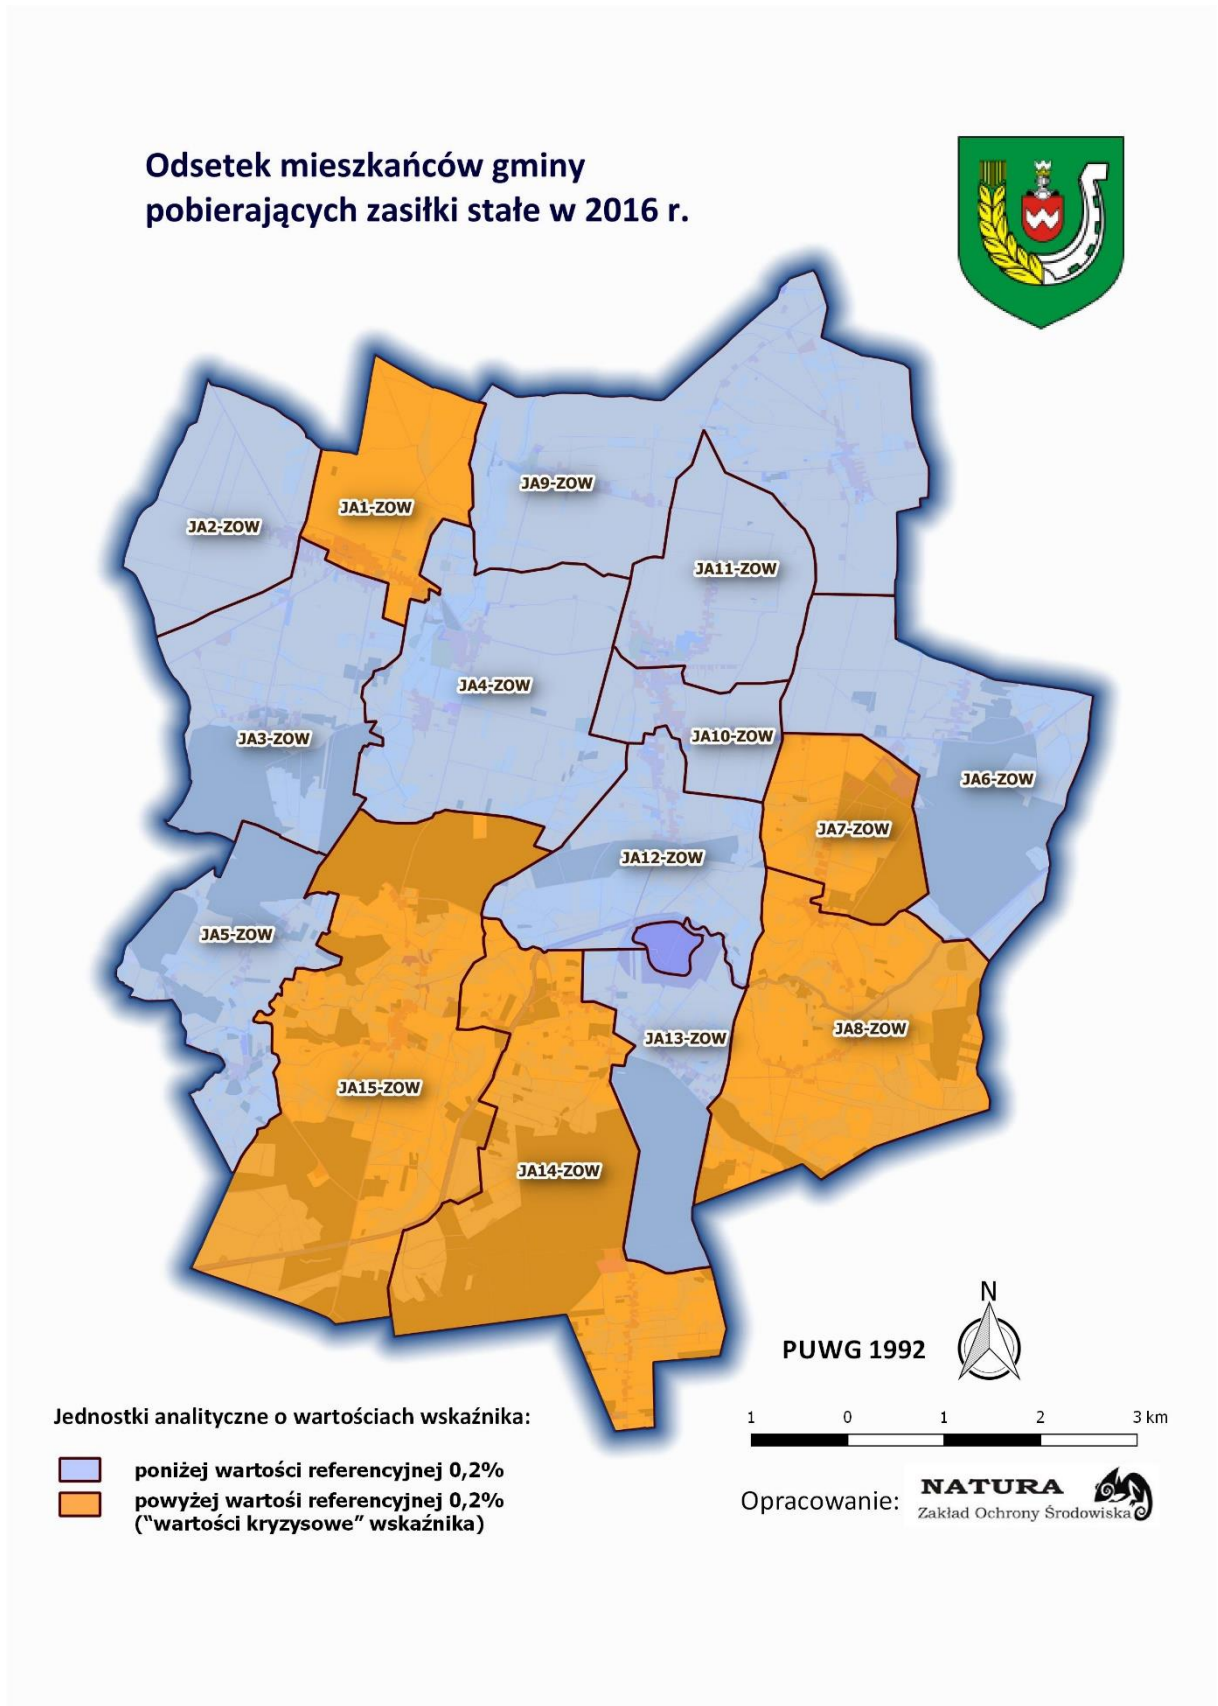 Odsetek mieszkańców gminy
pobierających zasiłki stałe w 2016 r.
JA9-ZOW
JA1-ZOW
JA2-ZOW
JA11-ZOW
JA4-ZOW
JA3-ZOW
JA10-ZOW
JA6-ZOW
JA7-ZOW
JA12-ZOW
JA5-ZOW
JA8-ZOW
JA13-ZOW
JA15-ZOW
JA14-ZOW
N
PUWG 1992
Jednostki analityczne o wartościach wskaźnika:
1 0 1 2 3 km
poniżej wartości referencyjnej 0,2%
powyżej wartośi referencyjnej 0,2%
("wartości kryzysowe" wskaźnika)
Opracowanie:
NATURA
Zakład Ochrony Środowiska